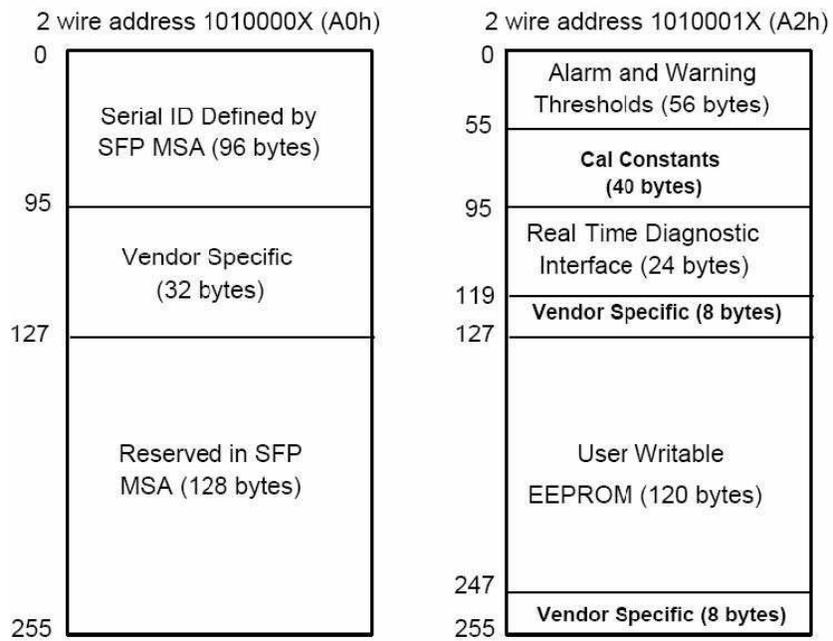 2 wire address 1010000X (A0h)
0
Serial ID Defined by
SFP MSA (96 bytes)
95
Vendor Specific
(32 bytes)
127
Reserved in SFP
MSA (128 bytes)
255
2 wire address 1010001X (A2h)
0
Alarm and Warning
Thresholds (56 bytes)
55
Cal Constants
(40 bytes)
95
Real Time Diagnostic
Interface (24 bytes)
119
Vendor Specific (8 bytes)
127
User Writable
EEPROM (120 bytes)
247
Vendor Specific (8 bytes)
255